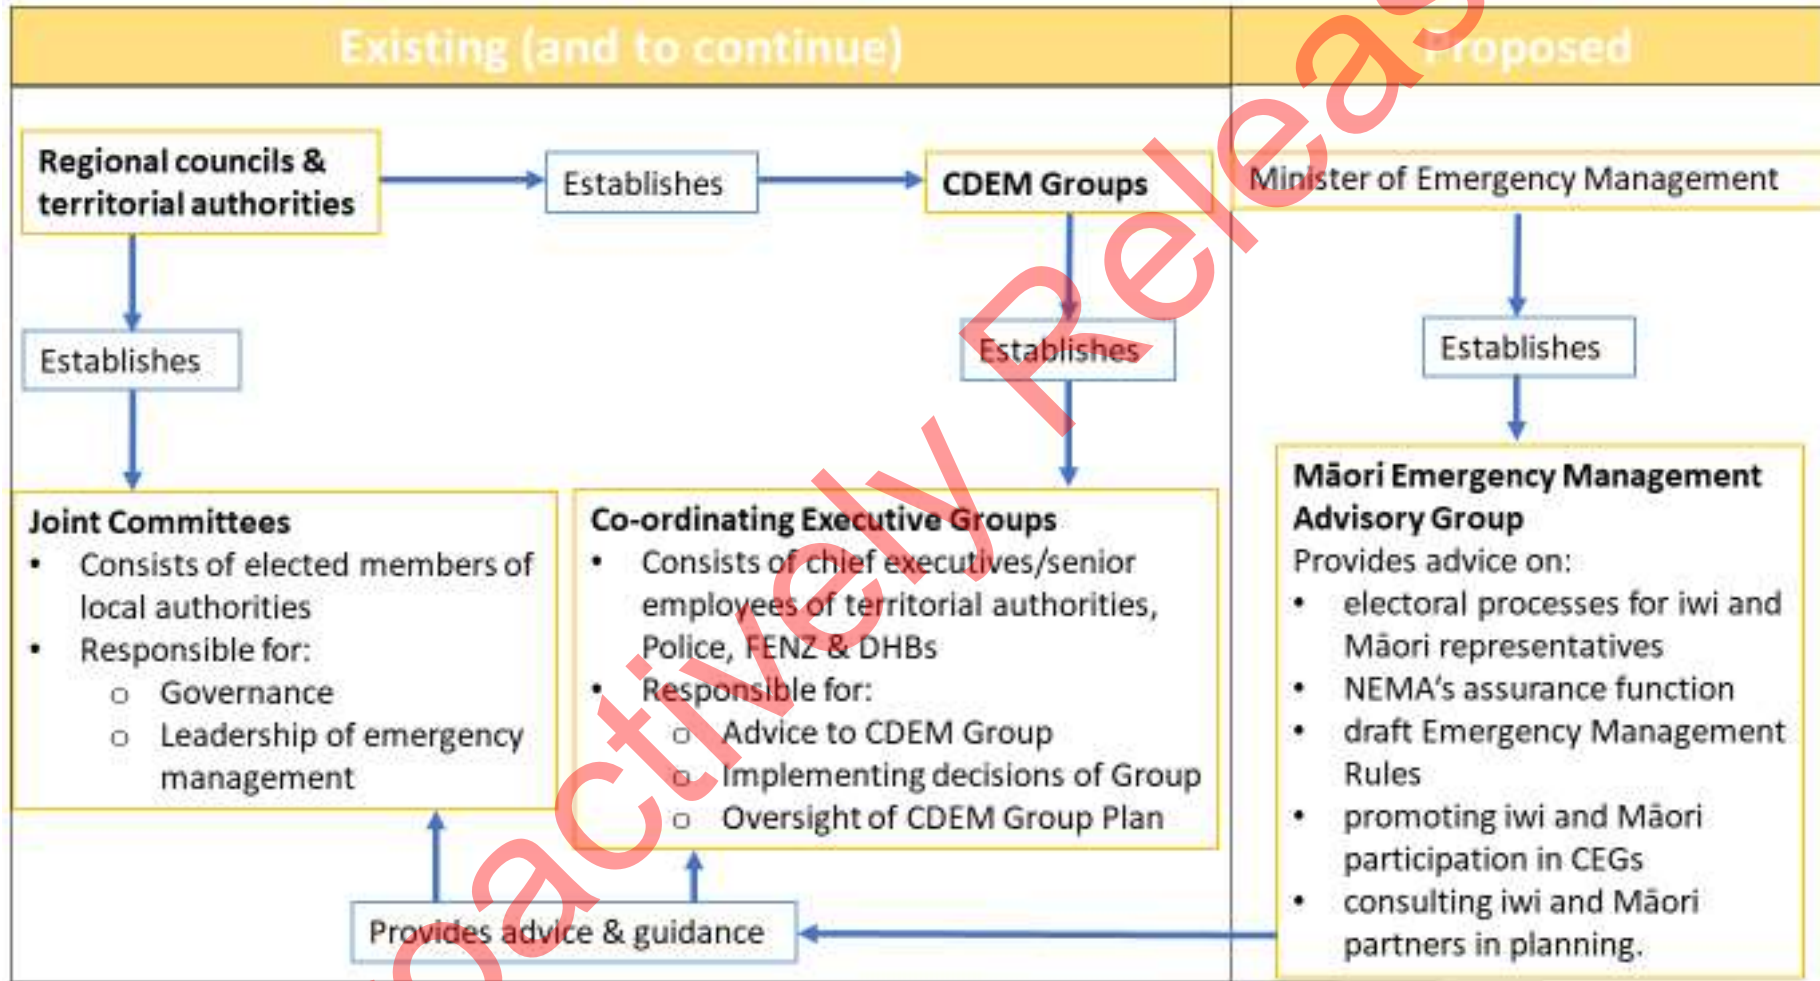 Existing (and to continue)
Proposed
Regional councils &
territorial authorities
Establishes
CDEM Groups
Minister of Emergency Management
Establishes
Establishes
Establishes
Joint Committees
• Consists of elected members of
local authorities
• Responsible for:
o Governance
o Leadership of emergency
management
Co-ordinating Executive Groups
• Consists of chief executives/senior
employees of territorial authorities,
Police, FENZ & DHBs
• Responsible for:
o Advice to CDEM Group
o Implementing decisions of Group
o Oversight of CDEM Group Plan
Māori Emergency Management
Advisory Group
Provides advice on:
• electoral processes for iwi and
Māori representatives
• NEMA's assurance function
• draft Emergency Management
Rules
• promoting iwi and Māori
participation in CEGs
• consulting iwi and Māori
partners in planning.
Provides advice & guidance
oactively Releas